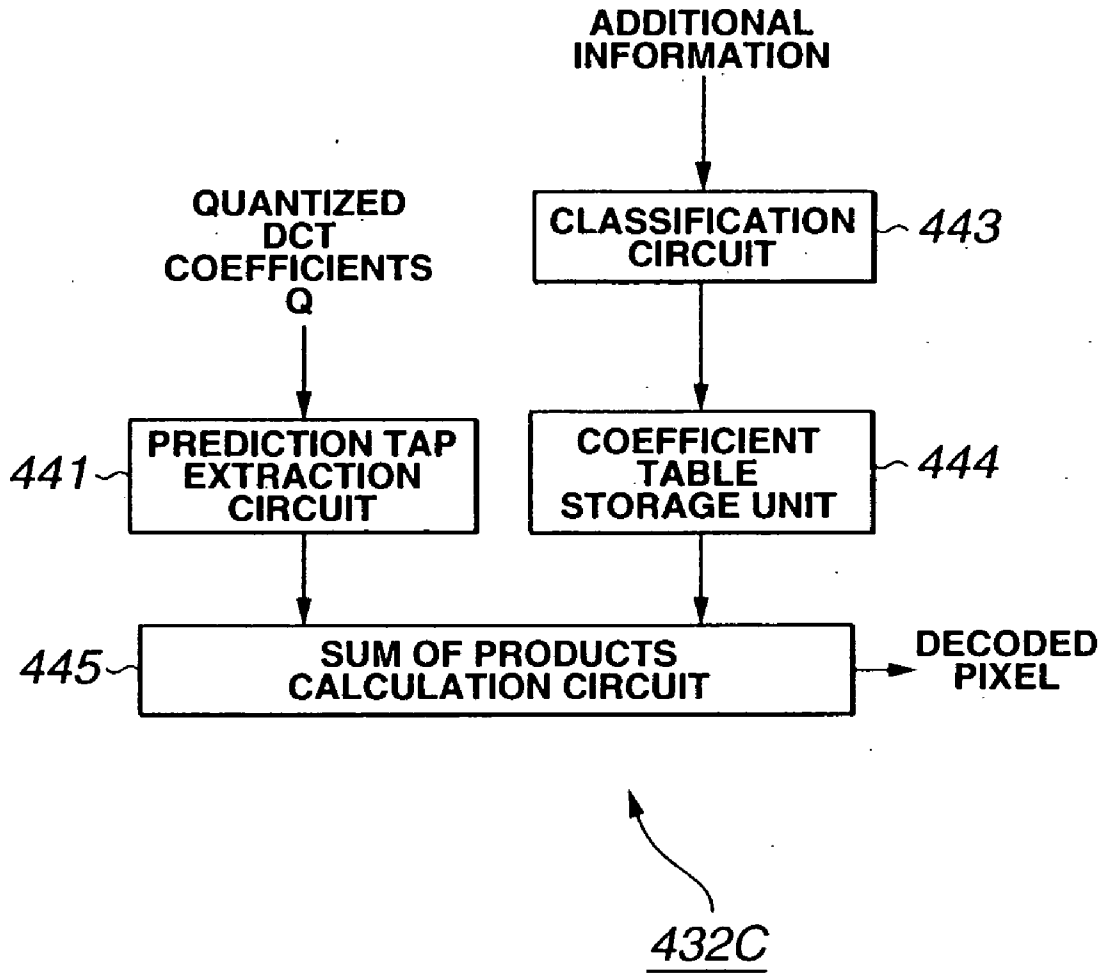 ADDITIONAL
INFORMATION
QUANTIZED
DCT
COEFFICIENTS
Q
CLASSIFICATION
CIRCUIT
443
441
PREDICTION TAP
EXTRACTION
CIRCUIT
COEFFICIENT
TABLE
STORAGE UNIT
444
445
SUM OF PRODUCTS
CALCULATION CIRCUIT
DECODED
PIXEL
432C